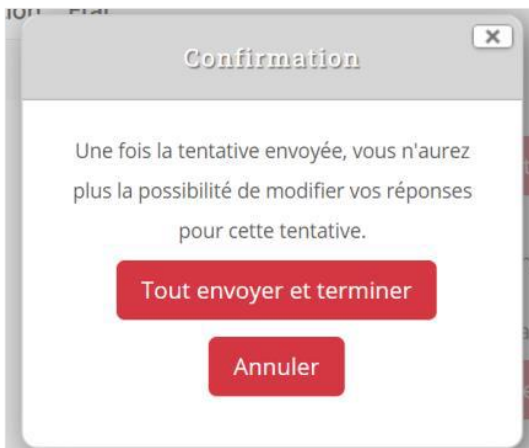 Confirmation
Une fois la tentative envoyée, vous n'aurez
plus la possibilité de modifier vos réponses
pour cette tentative.
Tout envoyer et terminer
Annuler